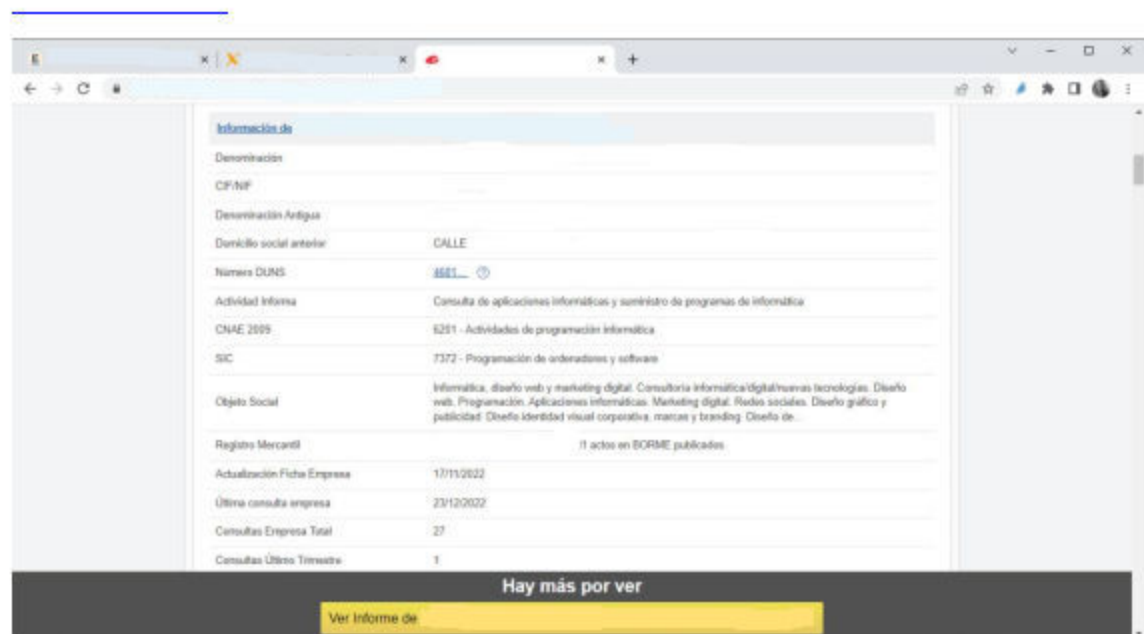 Información de
Denominación
CIF/NIF
Denominación Antigua
Domicilio social anterior CALLE
Número DUNS 4681... ?
Actividad Informa Consulta de aplicaciones informáticas y suministro de programas de informática
CNAE 2009 6201 - Actividades de programación informática
SIC 7372 - Programación de ordenadores y software
Objeto Social Informática, diseño web y marketing digital. Consultoría informática/digital/nuevas tecnologías. Diseño
web. Programación. Aplicaciones informáticas. Marketing digital. Redes sociales. Diseño gráfico y
publicidad. Diseño identidad visual corporativa, marcas y branding. Diseño de...
Registro Mercantil /1 actos en BORME publicados
Actualización Ficha Empresa 17/11/2022
Última consulta empresa 23/12/2022
Consultas Empresa Total 27
Consultas Último Trimestre 1
Hay más por ver
Ver Informe de